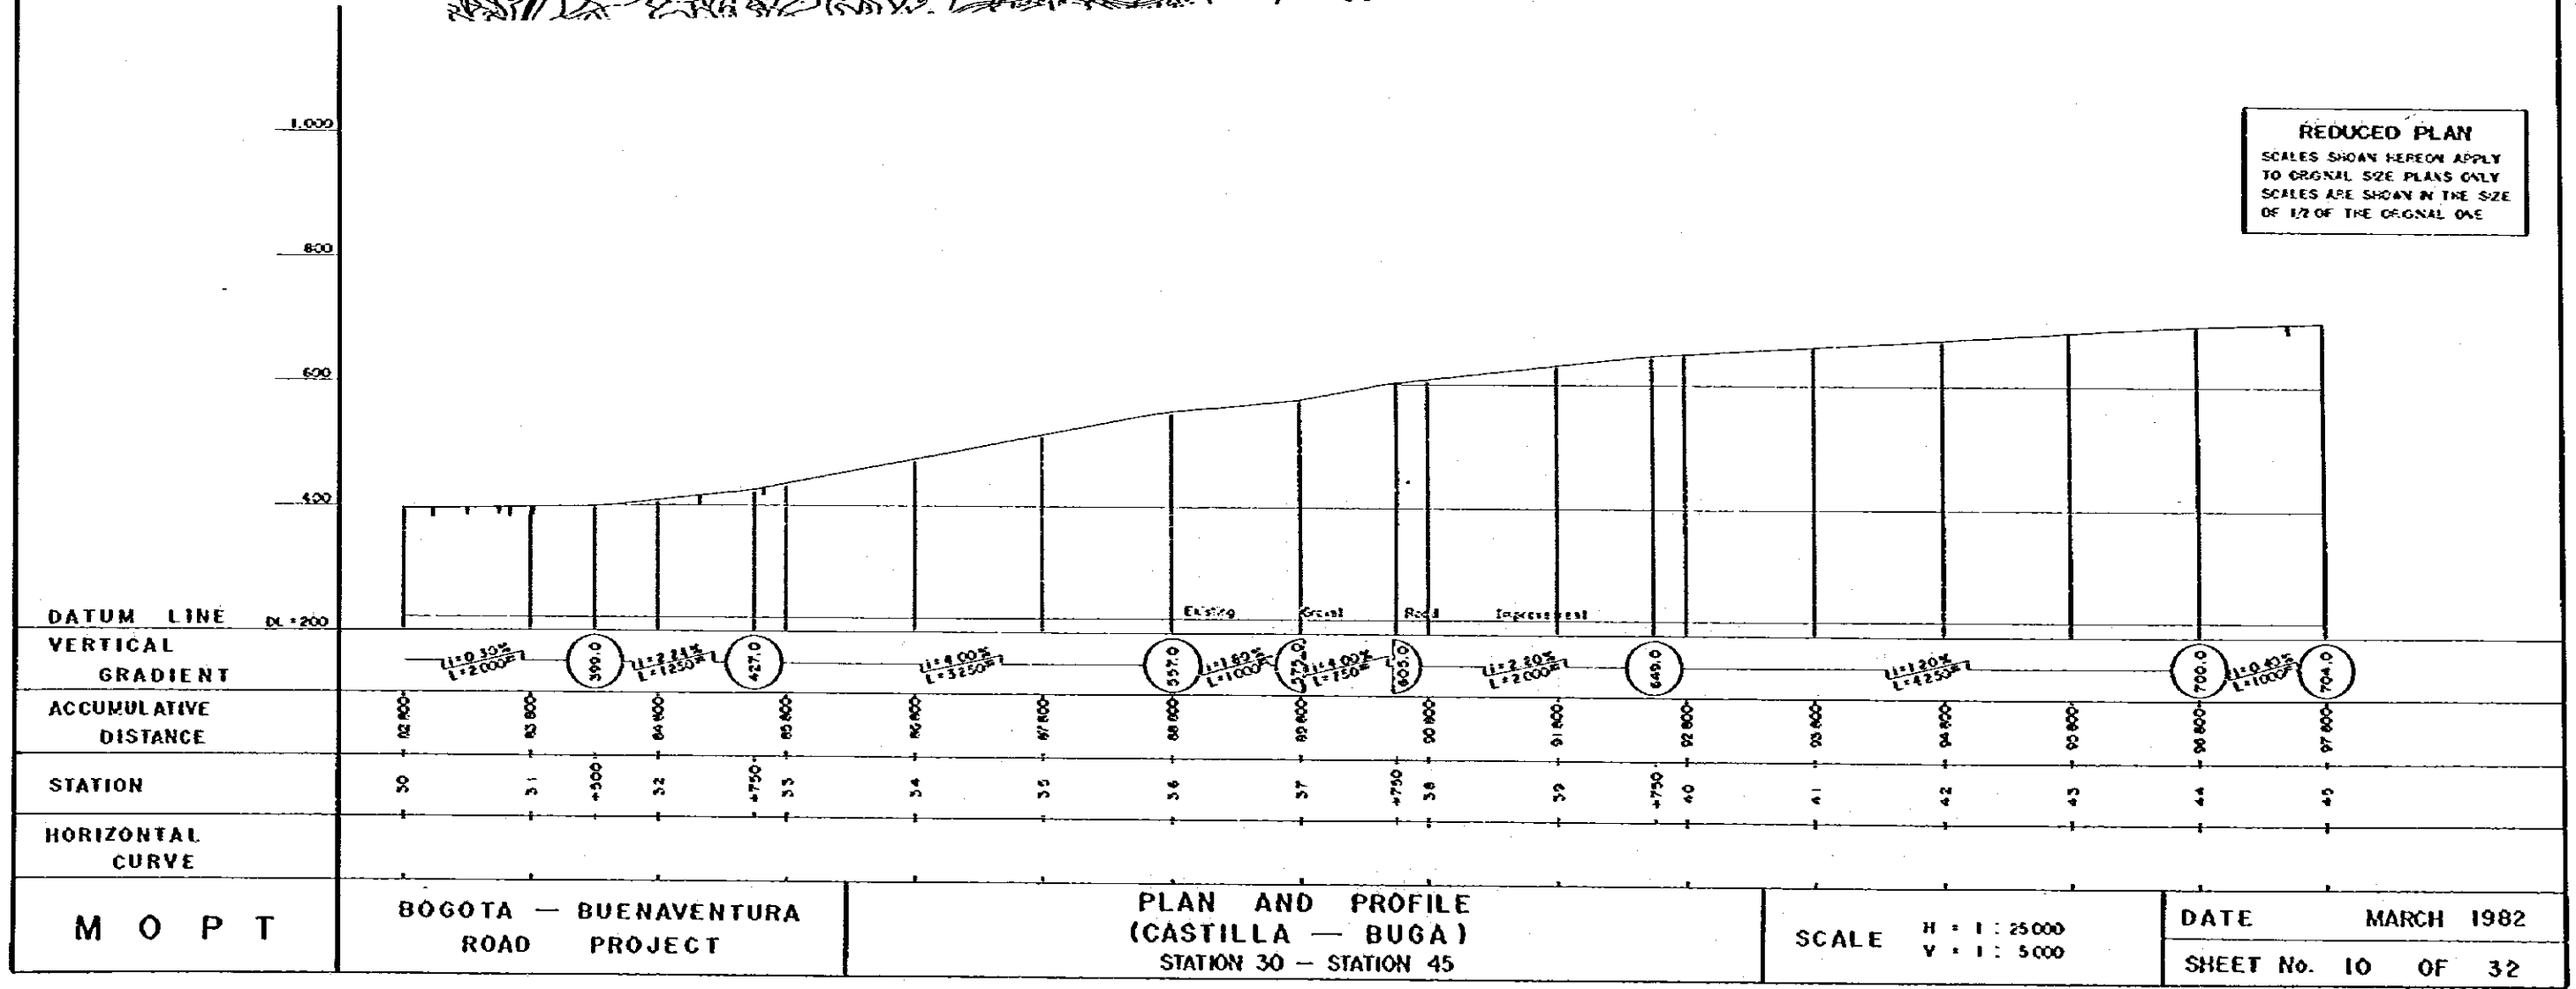 1.000
800
600
400
REDUCED PLAN
SCALES SHOWN HEREON APPLY
TO ORIGINAL SIZE PLANS ONLY
SCALES ARE SHOWN IN THE SIZE
OF 1/2 OF THE ORIGINAL ONE
Existing Gravel Road Improvement
DATUM LINE DL = 200
VERTICAL
GRADIENT
399.0
427.0
557.0
575.0
605.0
649.0
700.0
704.0
i=0.30%
L=2000m
i=2.24%
L=1250m
i=4.00%
L=3250m
i=1.80%
L=1000m
i=4.00%
L=750m
i=2.20%
L=2000m
i=1.20%
L=4250m
i=0.40%
L=1000m
ACCUMULATIVE
DISTANCE
82 800 83 800 84 800 85 800 86 800 87 800 88 800 89 800 90 800 91 800 92 800 93 800 94 800 95 800 96 800 97 800
STATION 30 31 +500 32 +750 33 34 35 36 37 +750 38 39 +750 40 41 42 43 44 45
HORIZONTAL
CURVE
MOPT
BOGOTA — BUENAVENTURA
ROAD PROJECT
PLAN AND PROFILE
(CASTILLA — BUGA)
STATION 30 — STATION 45
SCALE H = 1 : 25000
V = 1 : 5000
DATE MARCH 1982
SHEET No. 10 OF 32